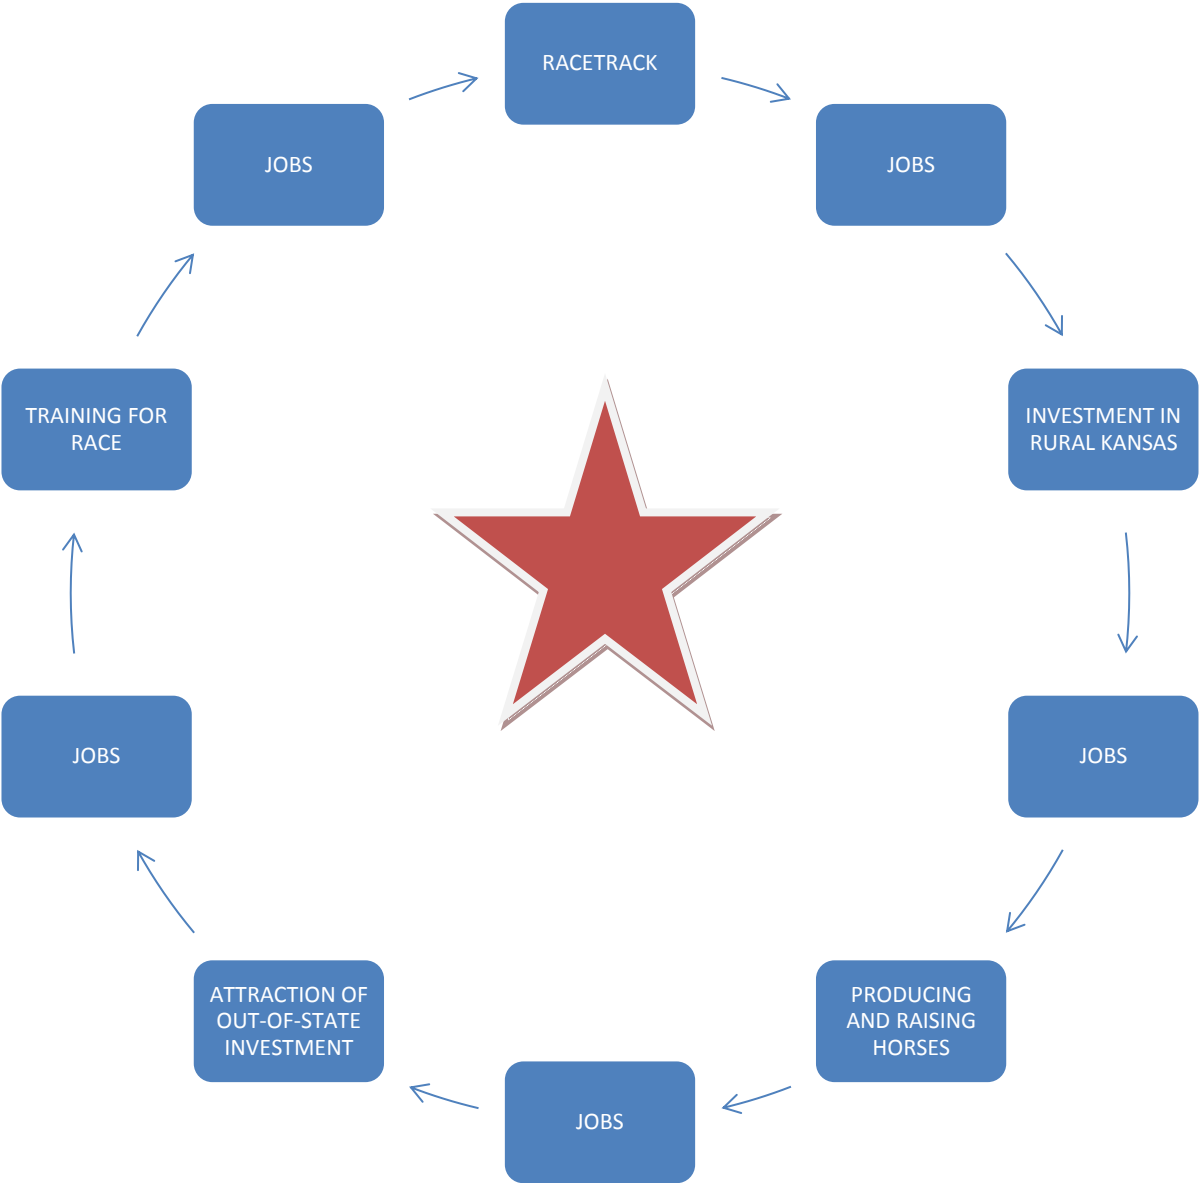 RACETRACK
JOBS
INVESTMENT IN
RURAL KANSAS
JOBS
PRODUCING
AND RAISING
HORSES
JOBS
ATTRACTION OF
OUT-OF-STATE
INVESTMENT
JOBS
TRAINING FOR
RACE
JOBS